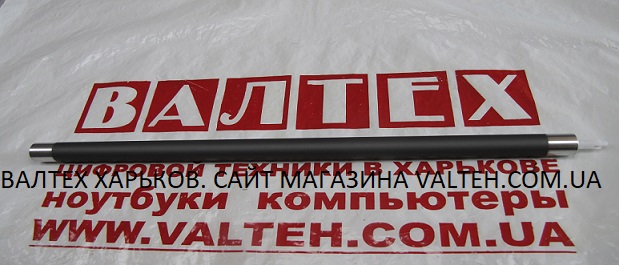 ВАЛТЕХ
ЦИФРОВОЙ ТЕХНИКИ В ХАРЬКОВЕ
ВАЛТЕХ ХАРЬКОВ. САЙТ МАГАЗИНА VALTEH.COM.UA
ноутбуки компьютеры
WWW.VALTEH.COM.UA